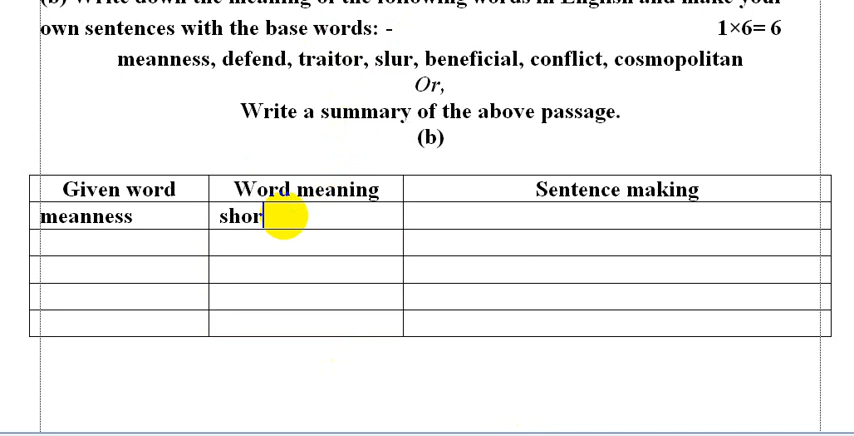 own sentences with the base words: - 1×6= 6
meanness, defend, traitor, slur, beneficial, conflict, cosmopolitan
Or,
Write a summary of the above passage.
(b)
Given word Word meaning Sentence making
meanness shor